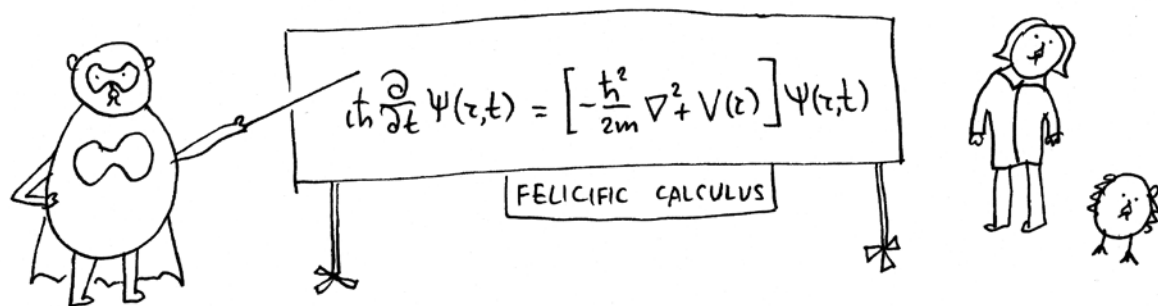 iħ ∂/∂t Ψ(r,t) = [-ħ²/2m ∇² + V(r)] Ψ(r,t)
FELICIFIC CALCULUS